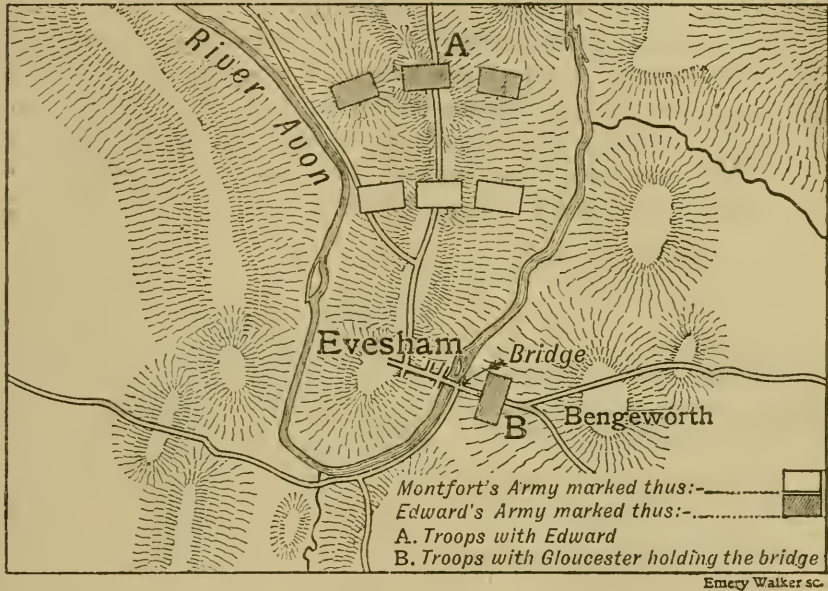 River Avon
A
Evesham
Bridge
B
Bengeworth
Montfort's Army marked thus:-
Edward's Army marked thus:-
A. Troops with Edward
B. Troops with Gloucester holding the bridge
Emery Walker sc.